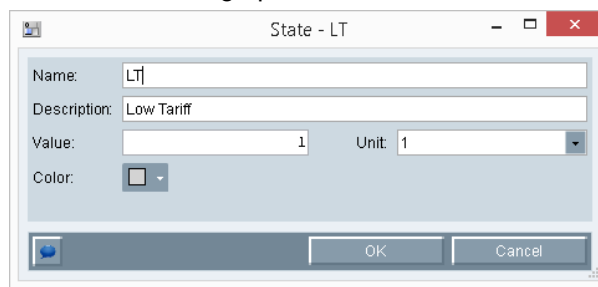 State - LT
Name: LT
Description: Low Tariff
Value: 1 Unit: 1
Color:
OK Cancel